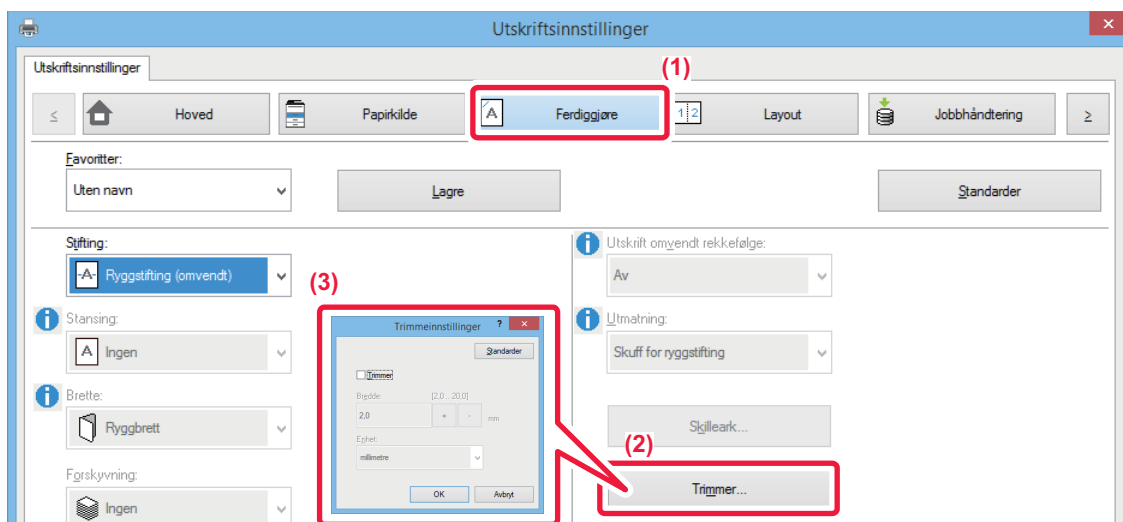 Utskriftsinnstillinger
Utskriftsinnstillinger
(1)
≤ Hovedㅤ Papirkilde A Ferdiggjøre 1 2 Layout Jobbhåndtering ≥
Favoritter:
Uten navn Lagre Standarder
Stifting: Utskrift omvendt rekkefølge:
-A- Ryggstifting (omvendt) Av
(3)
Stansing: Utmatning:
A Ingen Skuff for ryggstifting
Trimmeinnstillinger ?
Standarder
Trimmer
Bredde: [2,0 .. 20,0]
2,0 + - mm
Enhet:
millimetre
OK Avbryt
Brette:
Ryggbrett Skilleark...
(2)
Forskyvning: Trimmer...
Ingen